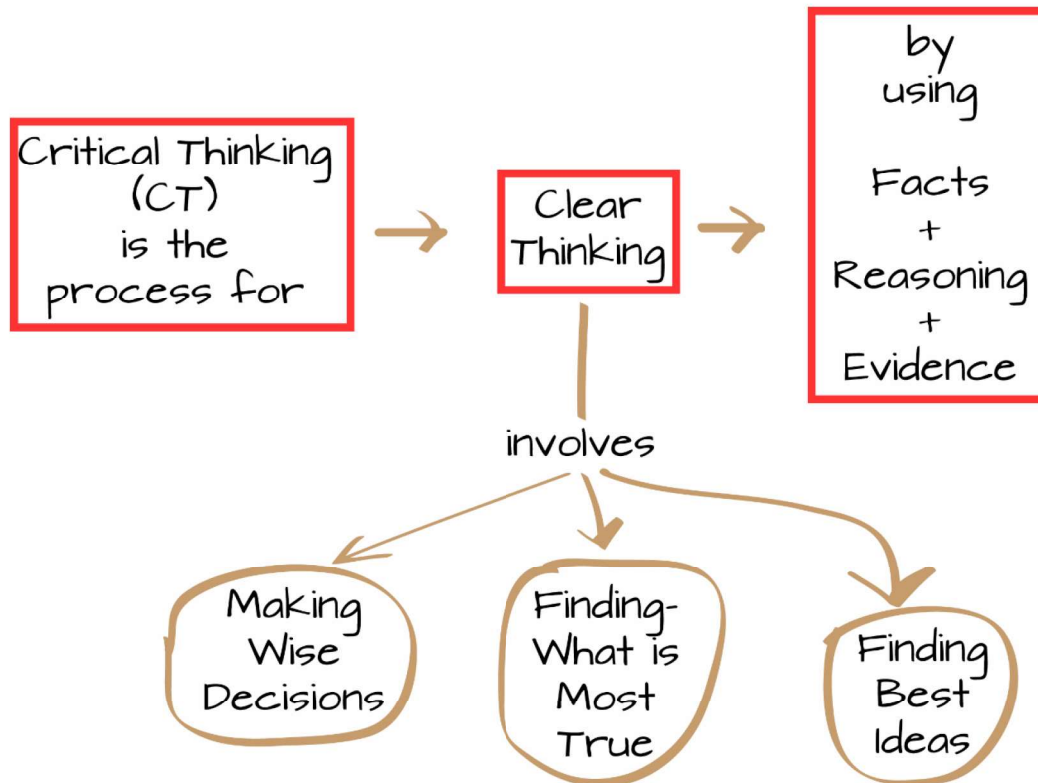 Critical Thinking
(CT)
is the
process for
Clear
Thinking
by
using
Facts
+
Reasoning
+
Evidence
involves
Making
Wise
Decisions
Finding-
What is
Most
True
Finding
Best
Ideas